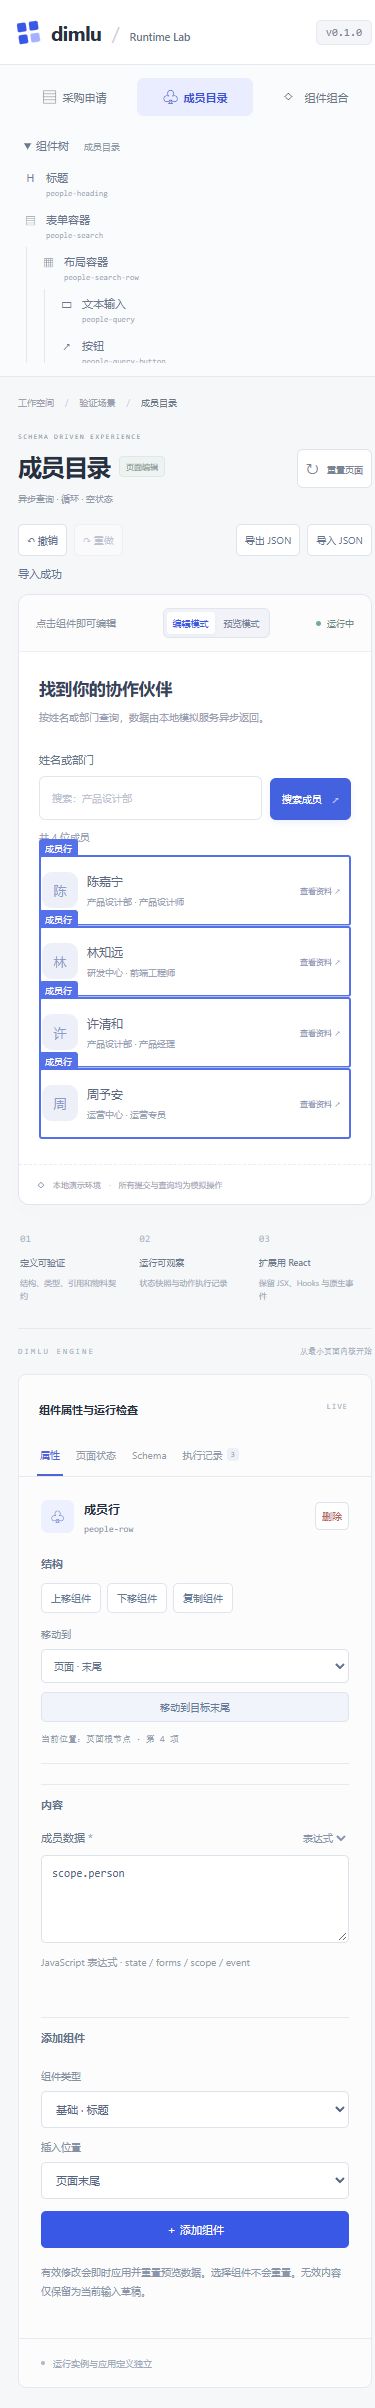 dimlu / Runtime Lab v0.1.0
采购申请 成员目录 组件组合
▼ 组件树 成员目录
H 标题
people-heading
表单容器
people-search
布局容器
people-search-row
文本输入
people-query
↗ 按钮
people-query-button
工作空间 / 验证场景 / 成员目录
SCHEMA DRIVEN EXPERIENCE
成员目录 页面编辑
↻ 重置页面
异步查询 · 循环 · 空状态
↶ 撤销 ↷ 重做 导出 JSON 导入 JSON
导入成功
点击组件即可编辑 编辑模式 预览模式 运行中
找到你的协作伙伴
按姓名或部门查询，数据由本地模拟服务异步返回。
姓名或部门
搜索：产品设计部 搜索成员 ↗
共 4 位成员
成员行
陈 陈嘉宁 查看资料 ↗
产品设计部 · 产品设计师
成员行
林 林知远 查看资料 ↗
研发中心 · 前端工程师
成员行
许 许清和 查看资料 ↗
产品设计部 · 产品经理
成员行
周 周予安 查看资料 ↗
运营中心 · 运营专员
◇ 本地演示环境 · 所有提交与查询均为模拟操作
01 02 03
定义可验证 运行可观察 扩展用 React
结构、类型、引用和物料契约
状态快照与动作执行记录
保留 JSX、Hooks 与原生事件
DIMLU ENGINE 从最小页面内核开始
组件属性与运行检查 LIVE
属性 页面状态 Schema 执行记录 3
成员行 删除
people-row
结构
上移组件 下移组件 复制组件
移动到
页面 · 末尾
移动到目标末尾
当前位置：页面根节点 · 第 4 项
内容
成员数据 * 表达式
scope.person
JavaScript 表达式 · state / forms / scope / event
添加组件
组件类型
基础 · 标题
插入位置
页面末尾
+ 添加组件
有效修改会即时应用并重置预览数据。选择组件不会重置。无效内容
仅保留为当前输入草稿。
运行实例与应用定义独立